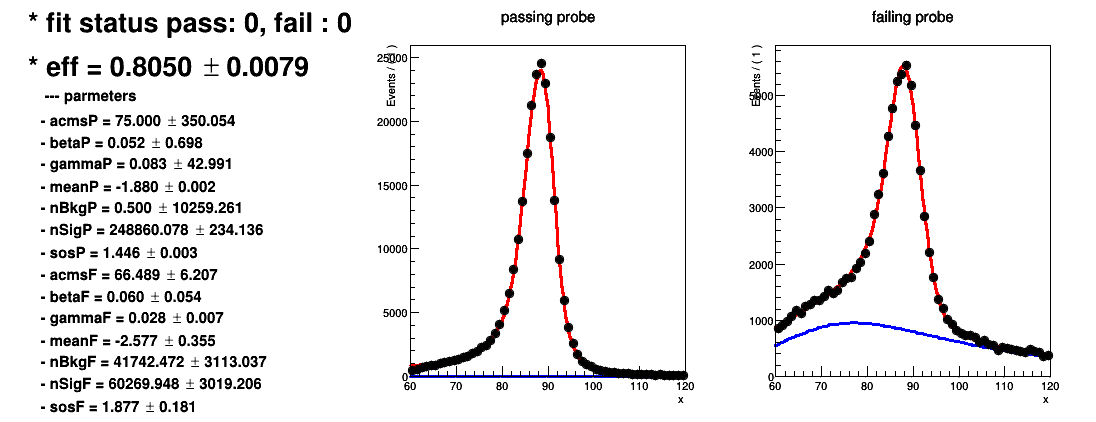 * fit status pass: 0, fail : 0
* eff = 0.8050 ± 0.0079
--- parmeters
- acmsP = 75.000 ± 350.054
- betaP = 0.052 ± 0.698
- gammaP = 0.083 ± 42.991
- meanP = -1.880 ± 0.002
- nBkgP = 0.500 ± 10259.261
- nSigP = 248860.078 ± 234.136
- sosP = 1.446 ± 0.003
- acmsF = 66.489 ± 6.207
- betaF = 0.060 ± 0.054
- gammaF = 0.028 ± 0.007
- meanF = -2.577 ± 0.355
- nBkgF = 41742.472 ± 3113.037
- nSigF = 60269.948 ± 3019.206
- sosF = 1.877 ± 0.181
passing probe
Events / ( 1 )
25000
20000
15000
10000
5000
0
60 70 80 90 100 110 120
x
failing probe
Events / ( 1 )
5000
4000
3000
2000
1000
0
60 70 80 90 100 110 120
x